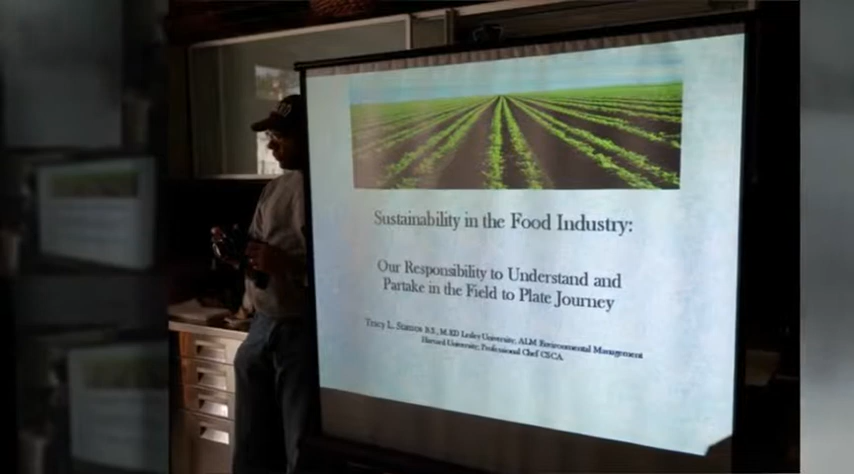 Sustainability in the Food Industry:
Our Responsibility to Understand and
Partake in the Field to Plate Journey
Tracy L. Stamos B.S, M.ED Lesley University, ALM Environmental Management
Harvard University, Professional Chef CSCA